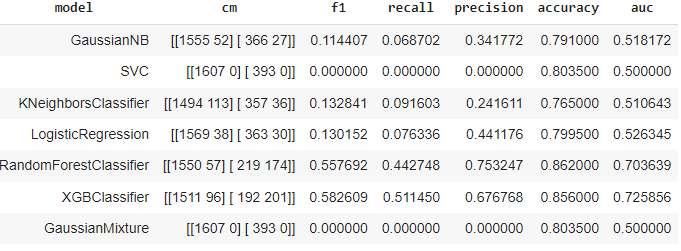 model cm f1 recall precision accuracy auc
GaussianNB [[1555 52] [ 366 27]] 0.114407 0.068702 0.341772 0.791000 0.518172
SVC [[1607 0] [ 393 0]] 0.000000 0.000000 0.000000 0.803500 0.500000
KNeighborsClassifier [[1494 113] [ 357 36]] 0.132841 0.091603 0.241611 0.765000 0.510643
LogisticRegression [[1569 38] [ 363 30]] 0.130152 0.076336 0.441176 0.799500 0.526345
RandomForestClassifier [[1550 57] [ 219 174]] 0.557692 0.442748 0.753247 0.862000 0.703639
XGBClassifier [[1511 96] [ 192 201]] 0.582609 0.511450 0.676768 0.856000 0.725856
GaussianMixture [[1607 0] [ 393 0]] 0.000000 0.000000 0.000000 0.803500 0.500000